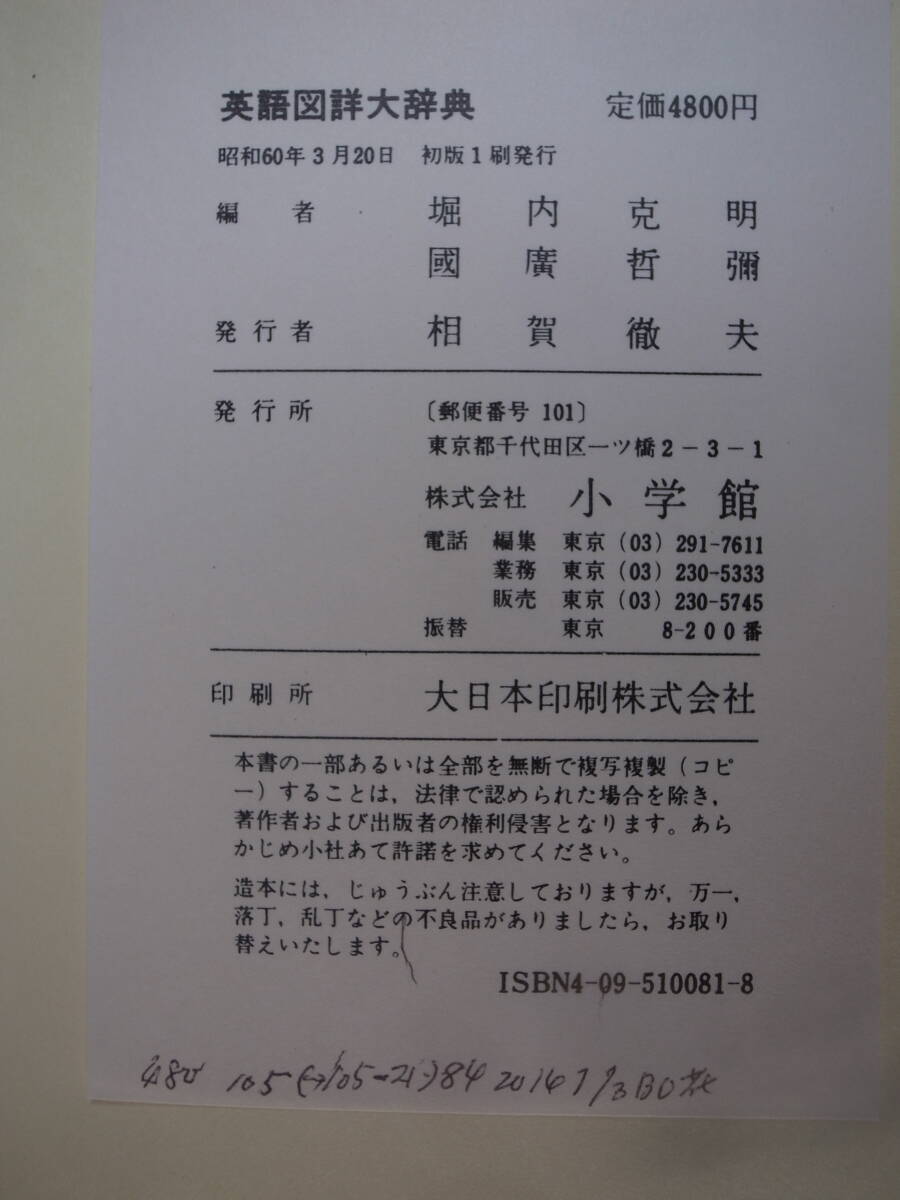 英語図詳大辞典 定価4800円
昭和60年3月20日 初版1刷発行
編者 堀内克明
國廣哲彌
発行者 相賀徹夫
発行所 〔郵便番号 101〕
東京都千代田区一ツ橋2－3－1
株式会社 小学館
電話 編集 東京 (03) 291-7611
業務 東京 (03) 230-5333
販売 東京 (03) 230-5745
振替 東京 8-200番
印刷所 大日本印刷株式会社
本書の一部あるいは全部を無断で複写複製（コピ
ー）することは，法律で認められた場合を除き，
著作者および出版者の権利侵害となります。あら
かじめ小社あて許諾を求めてください。
造本には，じゅうぶん注意しておりますが，万一，
落丁，乱丁などの不良品がありましたら，お取り
替えいたします。
ISBN4-09-510081-8
105 84 2016